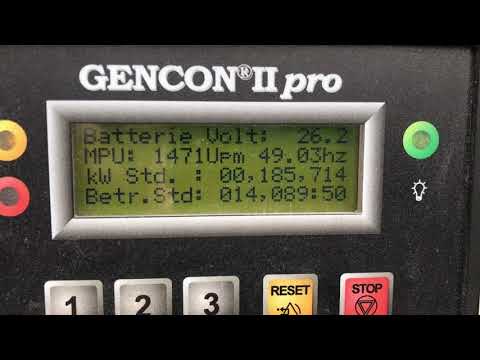 GENCON®II pro
Batterie Volt: 26.2
MPU: 1471Upm 49.03hz
kW Std. : 00,185,714
Betr.Std: 014,089:50
1 2 3 RESET STOP